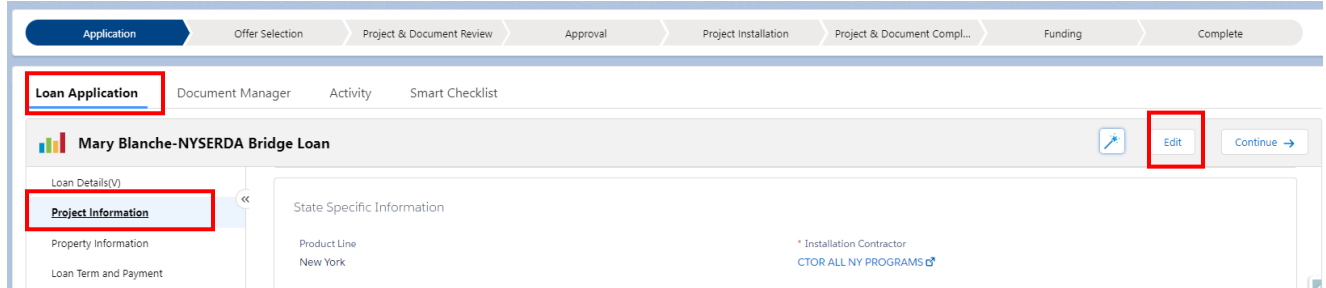 Application Offer Selection Project & Document Review Approval Project Installation Project & Document Compl... Funding Complete
Loan Application Document Manager Activity Smart Checklist
Mary Blanche-NYSERDA Bridge Loan Edit Continue →
Loan Details(V)
Project Information
Property Information
Loan Term and Payment
State Specific Information
Product Line
New York
* Installation Contractor
CTOR ALL NY PROGRAMS